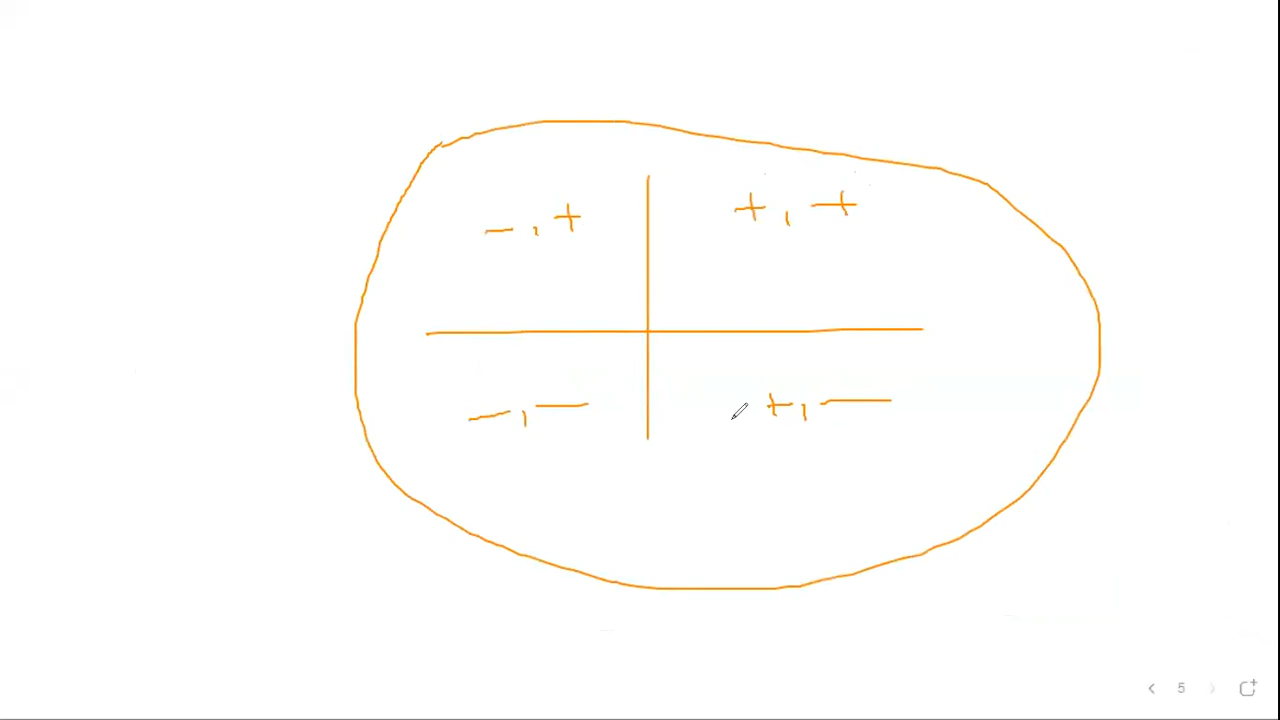 -, + +, +
-, - +, -
5